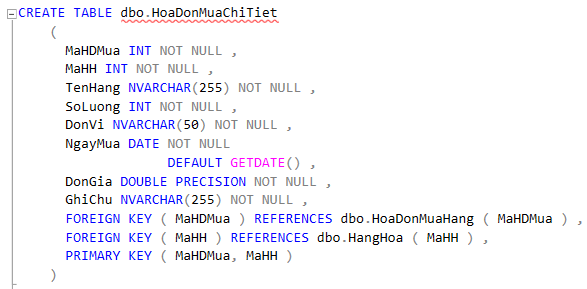 CREATE TABLE dbo.HoaDonMuaChiTiet
(
MaHDMua INT NOT NULL ,
MaHH INT NOT NULL ,
TenHang NVARCHAR(255) NOT NULL ,
SoLuong INT NOT NULL ,
DonVi NVARCHAR(50) NOT NULL ,
NgayMua DATE NOT NULL
DEFAULT GETDATE() ,
DonGia DOUBLE PRECISION NOT NULL ,
GhiChu NVARCHAR(255) NOT NULL ,
FOREIGN KEY ( MaHDMua ) REFERENCES dbo.HoaDonMuaHang ( MaHDMua ) ,
FOREIGN KEY ( MaHH ) REFERENCES dbo.HangHoa ( MaHH ) ,
PRIMARY KEY ( MaHDMua, MaHH )
)